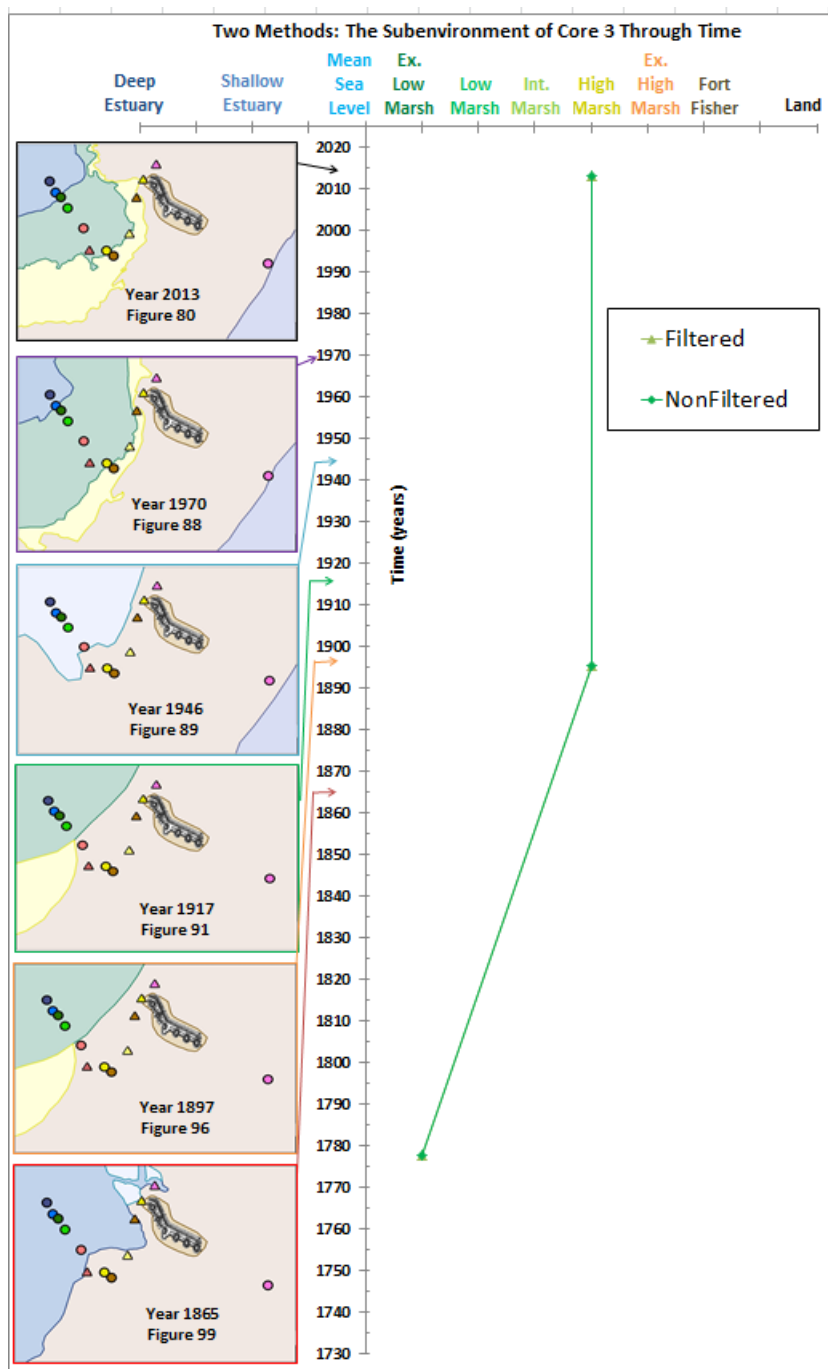 Two Methods: The Subenvironment of Core 3 Through Time
Deep
Estuary
Shallow
Estuary
Mean
Sea
Level
Ex.
Low
Marsh
Low
Marsh
Int.
Marsh
High
Marsh
Ex.
High
Marsh
Fort
Fisher
Land
Year 2013
Figure 80
Year 1970
Figure 88
Year 1946
Figure 89
Year 1917
Figure 91
Year 1897
Figure 96
Year 1865
Figure 99
2020
2010
2000
1990
1980
1970
1960
1950
1940
1930
1920
1910
1900
1890
1880
1870
1860
1850
1840
1830
1820
1810
1800
1790
1780
1770
1760
1750
1740
1730
Time (years)
Filtered
NonFiltered